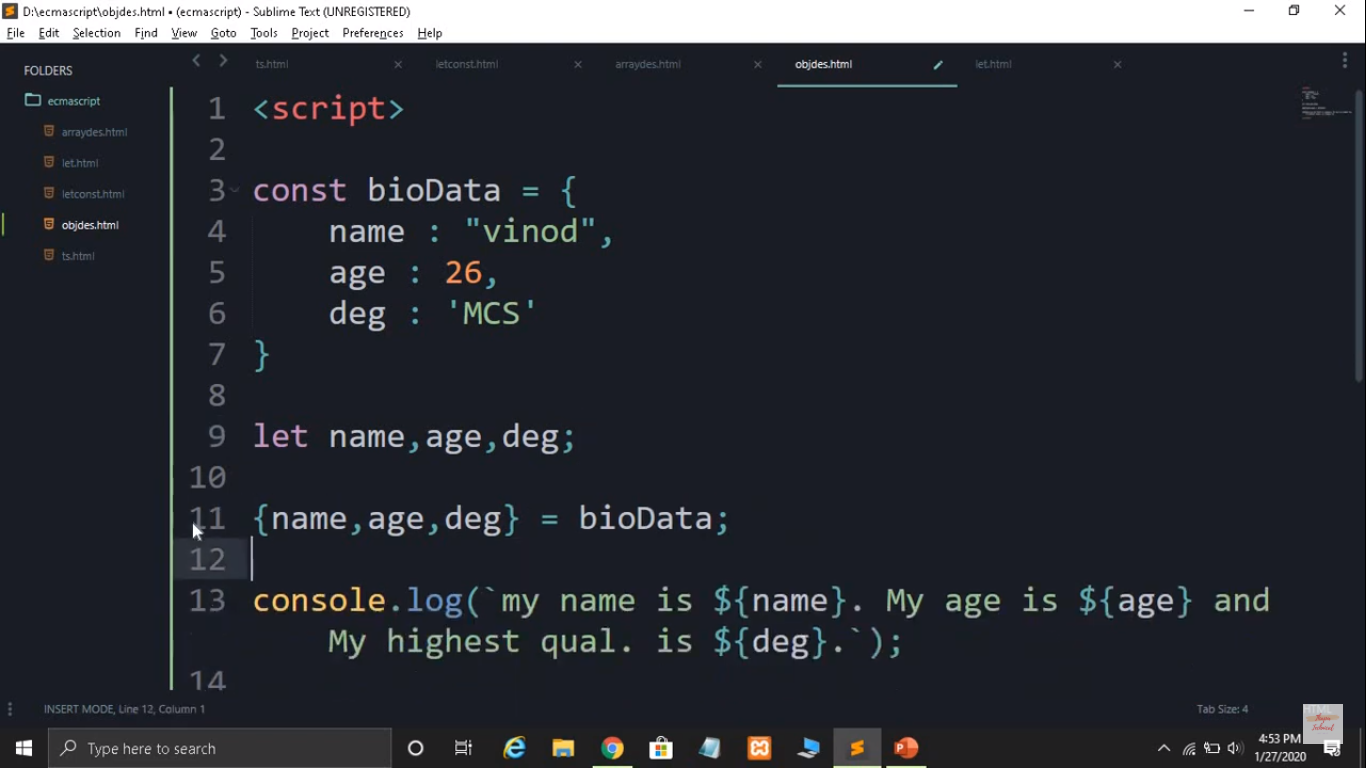 D:\ecmascript\objdes.html • (ecmascript) - Sublime Text (UNREGISTERED)
File Edit Selection Find View Goto Tools Project Preferences Help
FOLDERS
ecmascript
arraydes.html
let.html
letconst.html
objdes.html
ts.html
ts.html letconst.html arraydes.html objdes.html let.html
1 <script>
2
3 const bioData = {
4 name : "vinod",
5 age : 26,
6 deg : 'MCS'
7 }
8
9 let name,age,deg;
10
11 {name,age,deg} = bioData;
12
13 console.log(`my name is ${name}. My age is ${age} and
My highest qual. is ${deg}.`);
14
INSERT MODE, Line 12, Column 1 Tab Size: 4 HTML
Type here to search
4:53 PM
1/27/2020